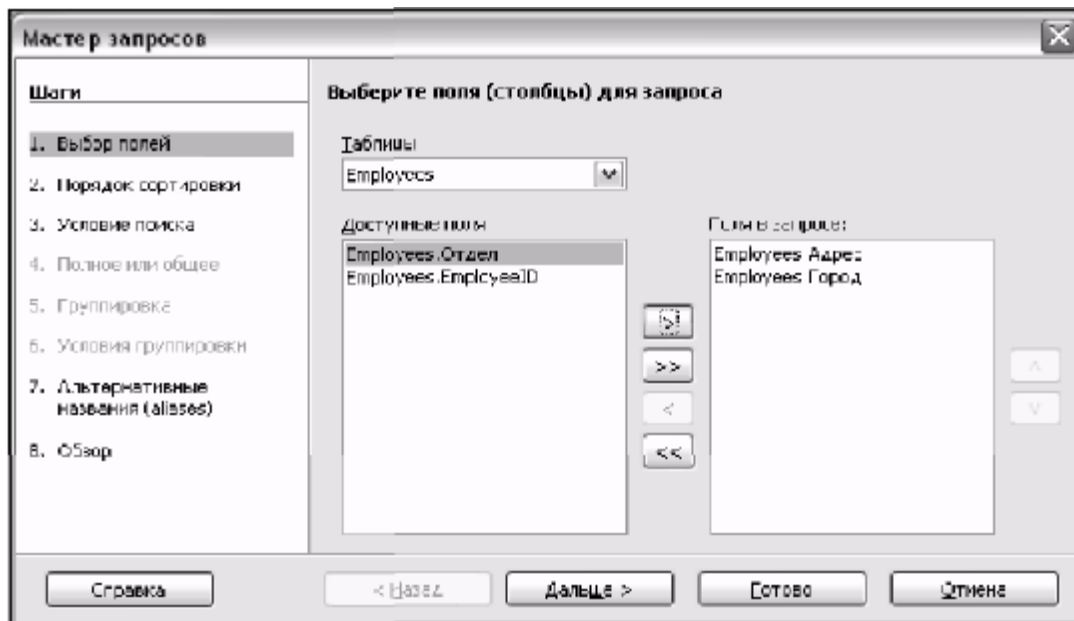 Мастер запросов
Шаги
Выберите поля (столбцы) для запроса
1. Выбор полей
2. Порядок сортировки
3. Условие поиска
4. Полное или общее
5. Группировка
6. Условия группировки
7. Альтернативные
названия (aliases)
8. Обзор
Таблицы
Employees
Доступные поля
Employees.Отдел
Employees.EmployeeID
>
>>
<
<<
Поля в запросе:
Employees.Адрес
Employees.Город
Справка
< Назад
Дальше >
Готово
Отмена